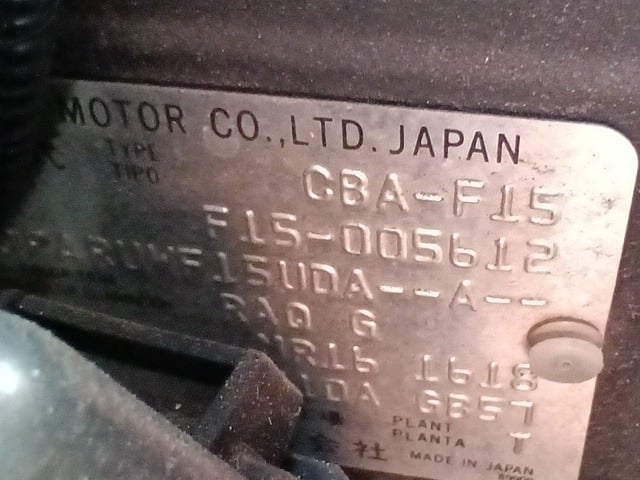 MOTOR CO.,LTD. JAPAN
TYPE
TIPO
CBA-F15
F15-005612
F15UDA--A--
RAQ G
MR16 1618
GB57
PLANT
PLANTA T
社
MADE IN JAPAN